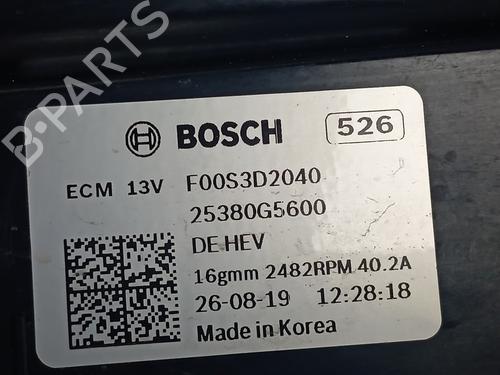 BOSCH 526
ECM 13V F00S3D2040
25380G5600
DE HEV
16gmm 2482RPM 40.2A
26-08-19 12:28:18
Made in Korea
B-PARTS